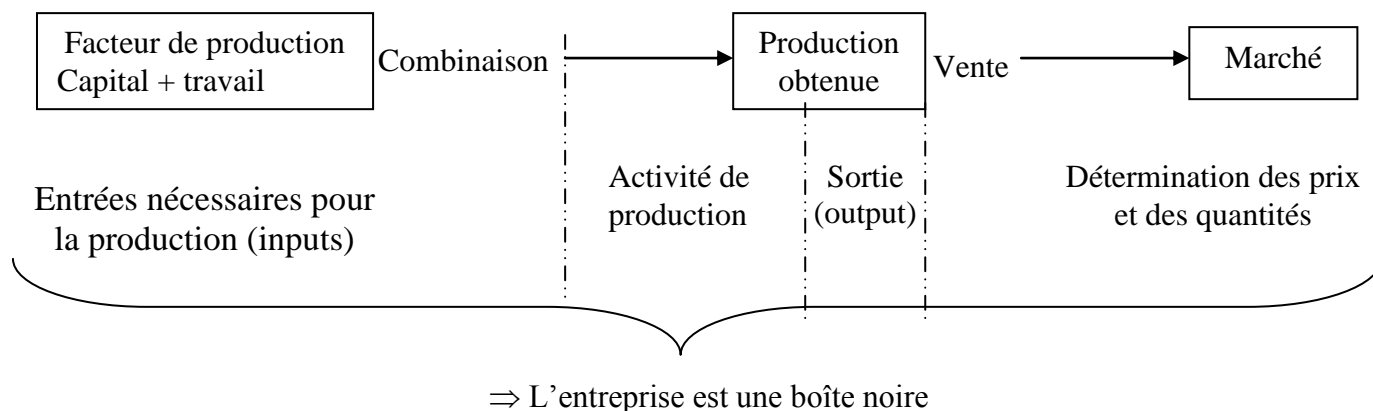 Facteur de production
Capital + travail
Combinaison
Production
obtenue
Vente
Marché
Entrées nécessaires pour
la production (inputs)
Activité de
production
Sortie
(output)
Détermination des prix
et des quantités
⇒ L’entreprise est une boîte noire